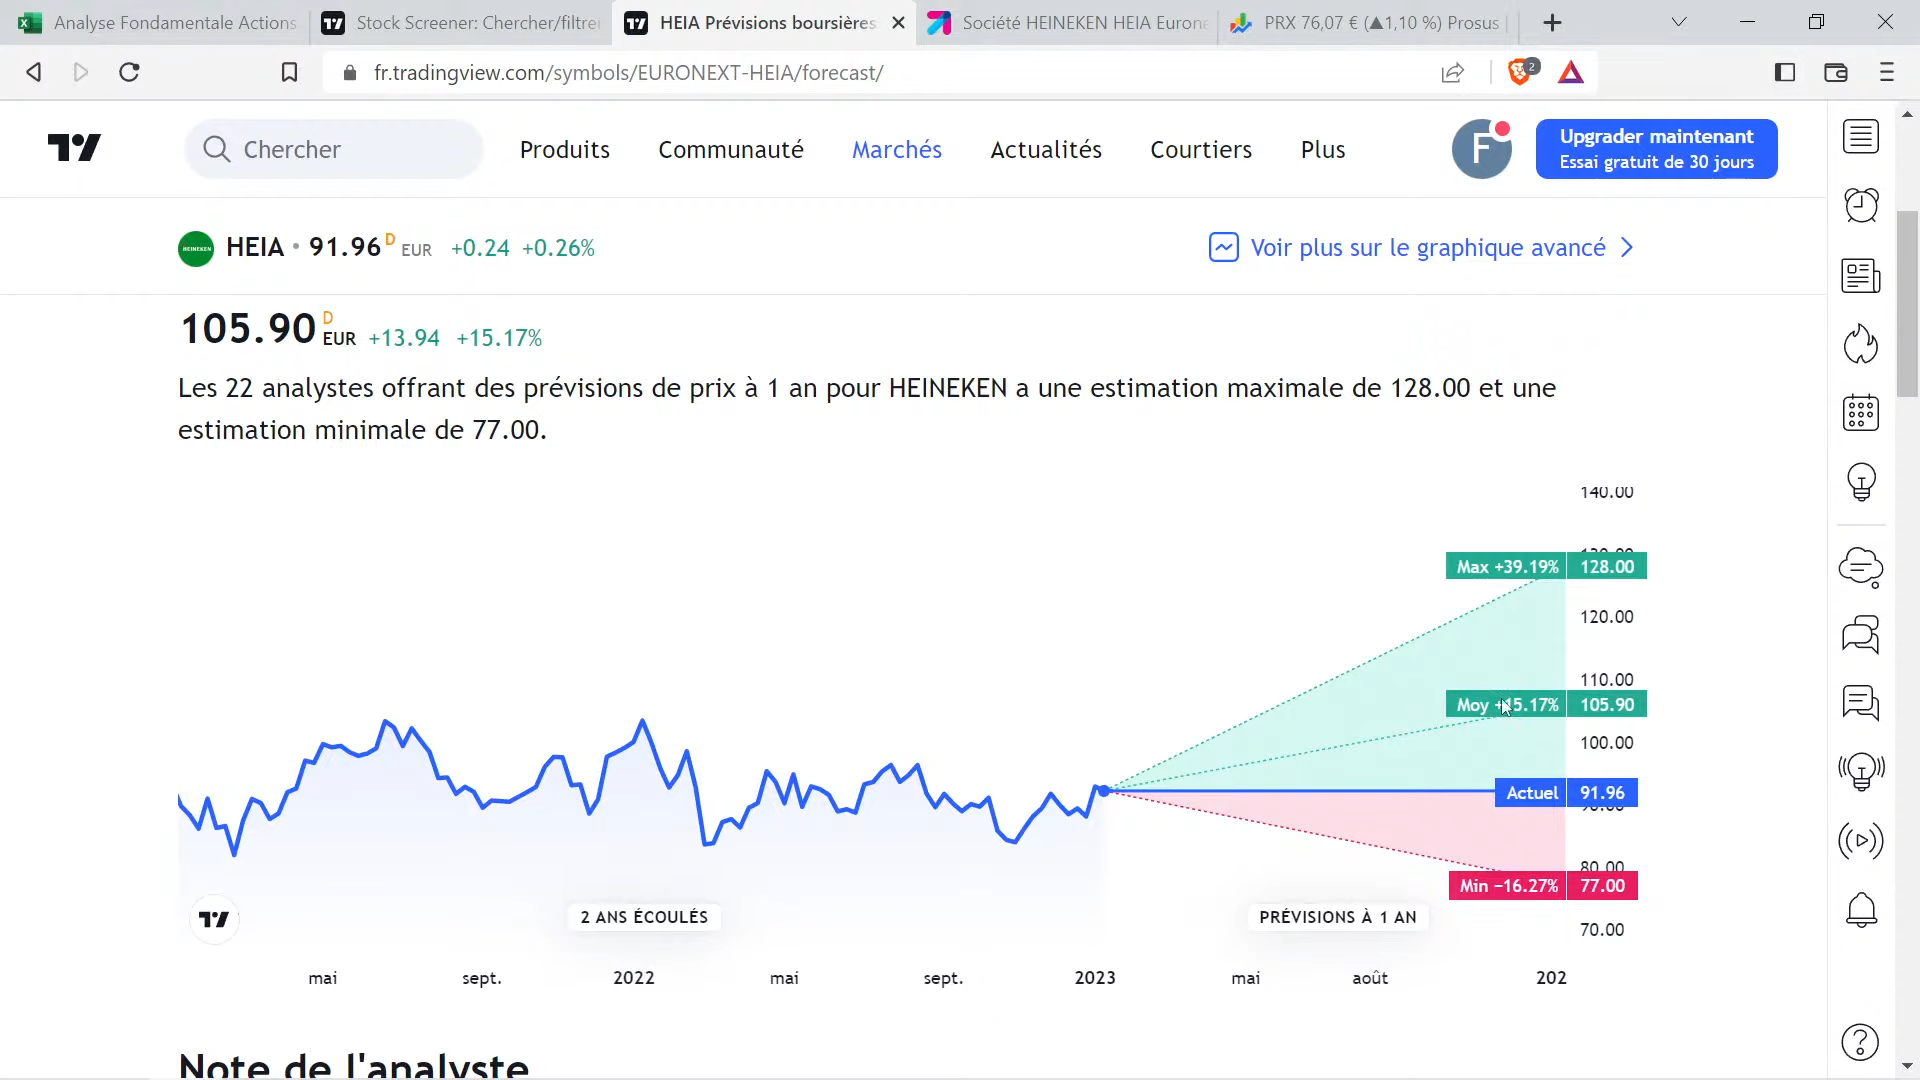 Analyse Fondamentale Actions
Stock Screener: Chercher/filtrer
HEIA Prévisions boursières
Société HEINEKEN HEIA Eurone
PRX 76,07 € (▲1,10 %) Prosus
fr.tradingview.com/symbols/EURONEXT-HEIA/forecast/
2
Chercher
Produits
Communauté
Marchés
Actualités
Courtiers
Plus
F
Upgrader maintenant
Essai gratuit de 30 jours
HEINEKEN
HEIA • 91.96 D EUR +0.24 +0.26%
Voir plus sur le graphique avancé
105.90 D EUR +13.94 +15.17%
Les 22 analystes offrant des prévisions de prix à 1 an pour HEINEKEN a une estimation maximale de 128.00 et une
estimation minimale de 77.00.
140.00
130.00
Max +39.19% 128.00
120.00
110.00
Moy +15.17% 105.90
100.00
Actuel 91.96
90.00
80.00
Min −16.27% 77.00
70.00
2 ANS ÉCOULÉS
PRÉVISIONS À 1 AN
mai sept. 2022 mai sept. 2023 mai août 202
Note de l'analyste